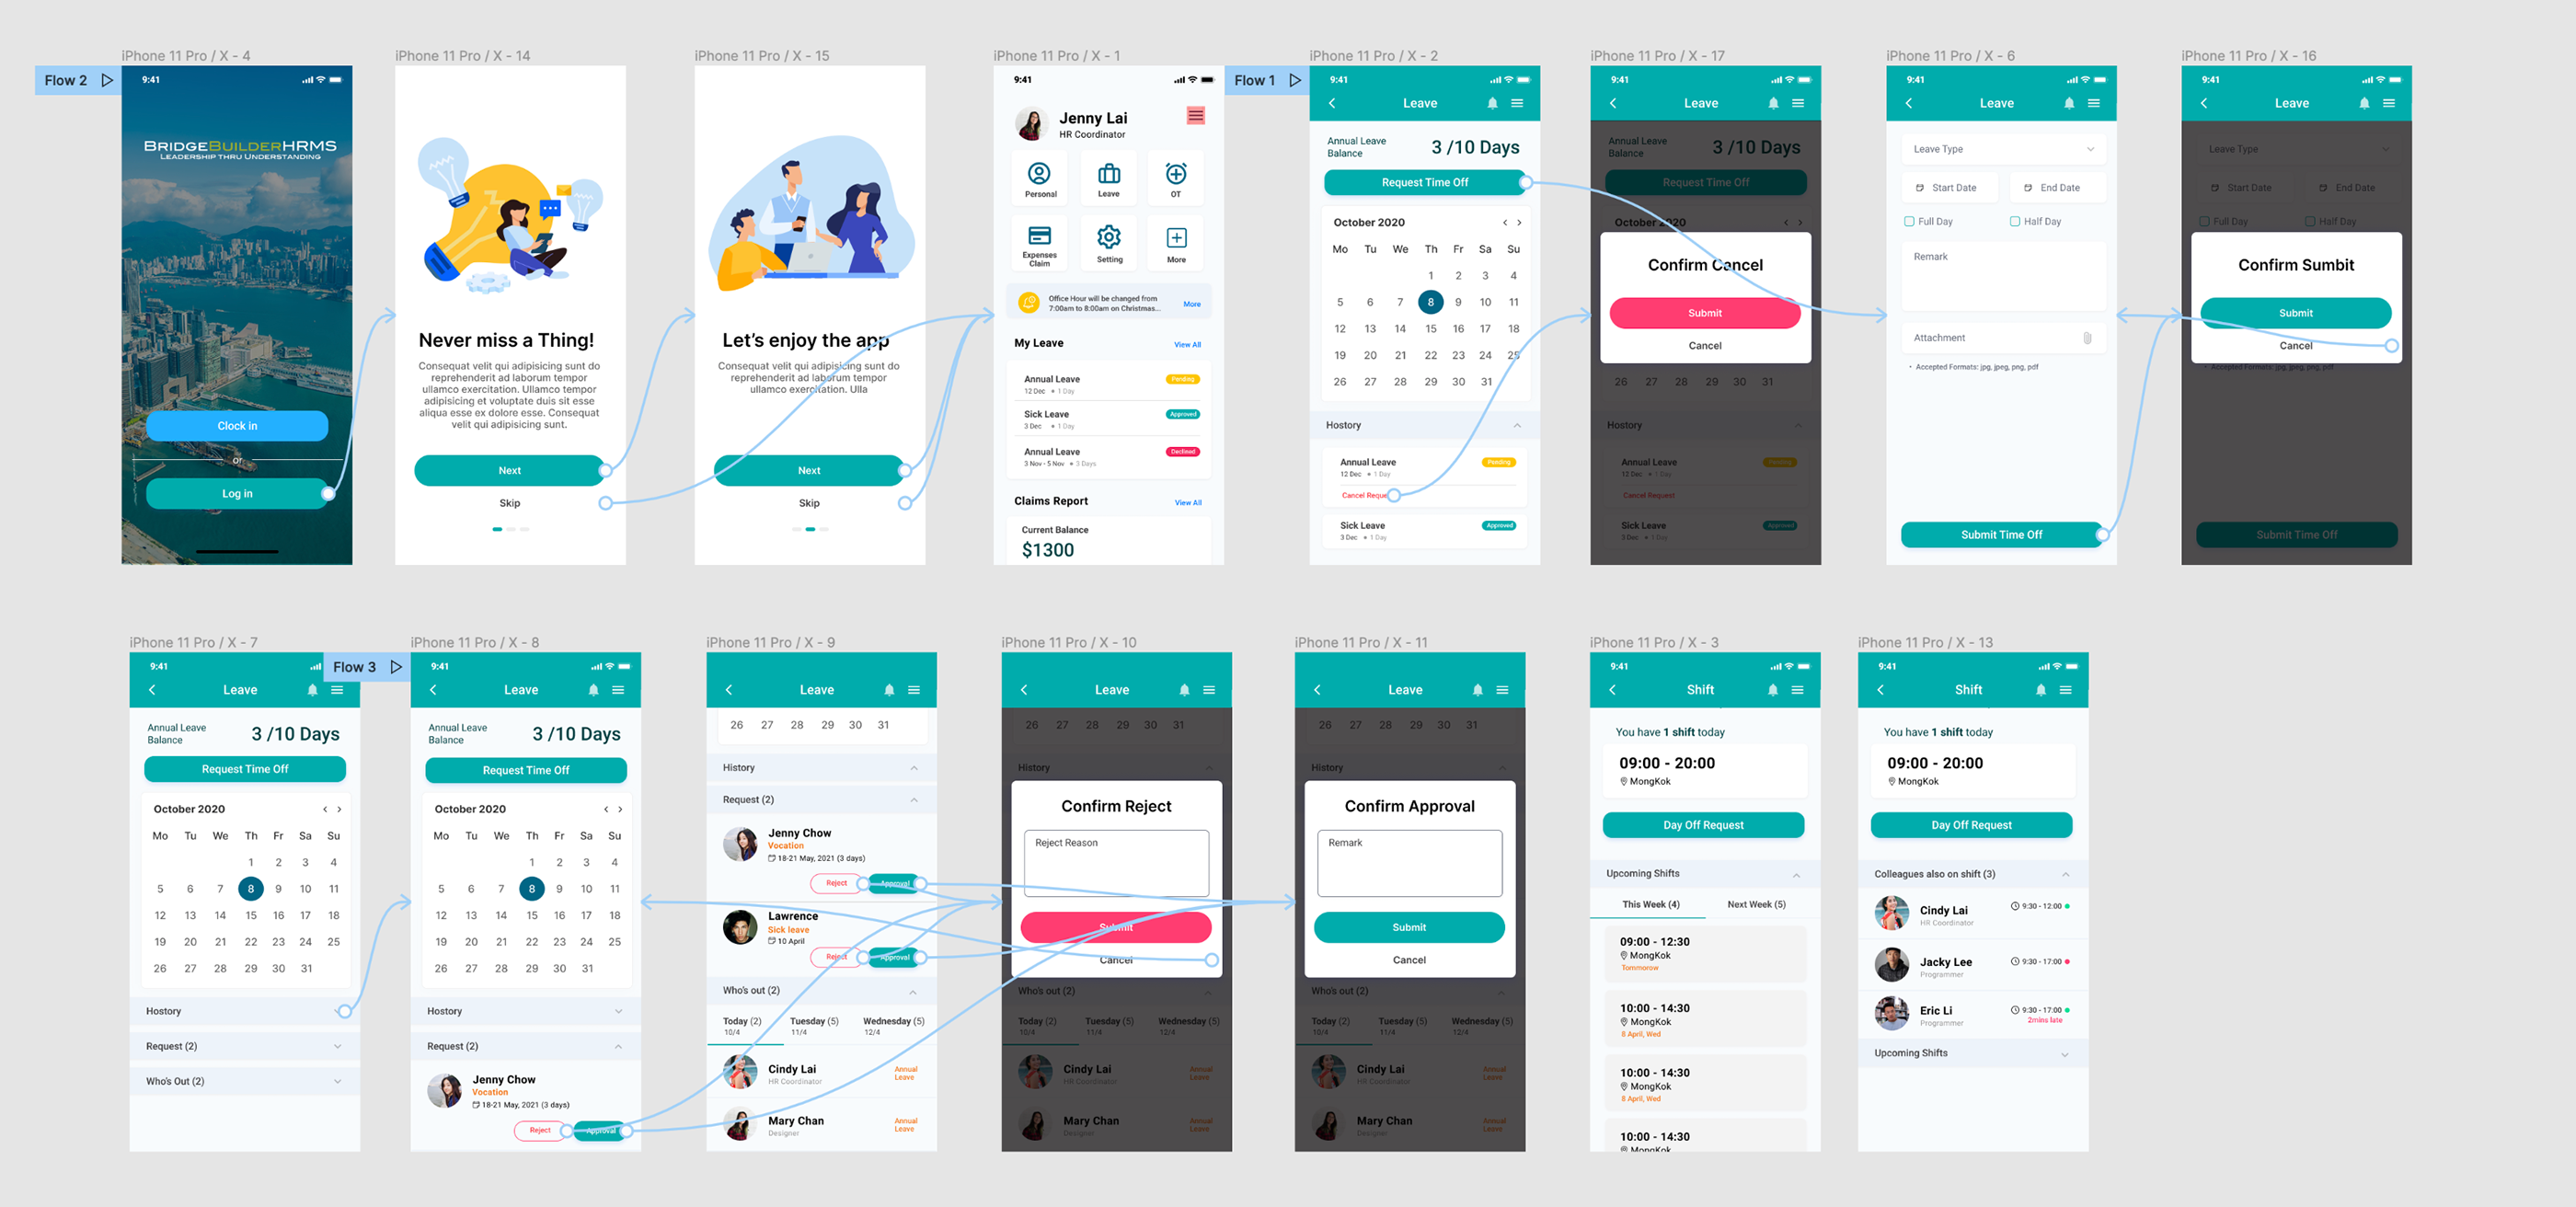 iPhone 11 Pro / X - 4
Flow 2
9:41
BRIDGEBUILDERHRMS
LEADERSHIP THRU UNDERSTANDING
Clock in
or
Log in
iPhone 11 Pro / X - 14
Never miss a Thing!
Consequat velit qui adipisicing sunt do
reprehenderit ad laborum tempor
ullamco exercitation. Ullamco tempor
adipisicing et voluptate duis sit esse
aliqua esse ex dolore esse. Consequat
velit qui adipisicing sunt.
Next
Skip
iPhone 11 Pro / X - 15
Let's enjoy the app
Consequat velit qui adipisicing sunt do
reprehenderit ad laborum tempor
ullamco exercitation. Ulla
Next
Skip
iPhone 11 Pro / X - 1
9:41
Jenny Lai
HR Coordinator
Personal
Leave
OT
Expenses
Claim
Setting
More
Office Hour will be changed from
7:00am to 8:00am on Christmas...
More
My Leave
View All
Annual Leave
Pending
12 Dec • 1 Day
Sick Leave
Approved
3 Dec • 1 Day
Annual Leave
Declined
3 Nov - 5 Nov • 3 Days
Claims Report
View All
Current Balance
$1300
iPhone 11 Pro / X - 2
Flow 1
9:41
Leave
Annual Leave
Balance
3 /10 Days
Request Time Off
October 2020
Mo Tu We Th Fr Sa Su
1 2 3 4
5 6 7 8 9 10 11
12 13 14 15 16 17 18
19 20 21 22 23 24 25
26 27 28 29 30 31
Hostory
Annual Leave
Pending
12 Dec • 1 Day
Cancel Reque
Sick Leave
Approved
3 Dec • 1 Day
iPhone 11 Pro / X - 17
9:41
Leave
Annual Leave
Balance
3 /10 Days
Request Time Off
October 2020
Confirm Cancel
Submit
Cancel
26 27 28 29 30 31
Hostory
Annual Leave
Pending
12 Dec • 1 Day
Cancel Request
Sick Leave
Approved
3 Dec • 1 Day
iPhone 11 Pro / X - 6
9:41
Leave
Leave Type
Start Date
End Date
Full Day
Half Day
Remark
Attachment
• Accepted Formats: jpg, jpeg, png, pdf
Submit Time Off
iPhone 11 Pro / X - 16
9:41
Leave
Leave Type
Start Date
End Date
Full Day
Half Day
Confirm Sumbit
Submit
Cancel
• Accepted Formats: jpg, jpeg, png, pdf
Submit Time Off
iPhone 11 Pro / X - 7
9:41
Leave
Annual Leave
Balance
3 /10 Days
Request Time Off
October 2020
Mo Tu We Th Fr Sa Su
1 2 3 4
5 6 7 8 9 10 11
12 13 14 15 16 17 18
19 20 21 22 23 24 25
26 27 28 29 30 31
Hostory
Request (2)
Who's Out (2)
iPhone 11 Pro / X - 8
Flow 3
9:41
Leave
Annual Leave
Balance
3 /10 Days
Request Time Off
October 2020
Mo Tu We Th Fr Sa Su
1 2 3 4
5 6 7 8 9 10 11
12 13 14 15 16 17 18
19 20 21 22 23 24 25
26 27 28 29 30 31
Hostory
Request (2)
Jenny Chow
Vocation
18-21 May, 2021 (3 days)
Reject
Approval
iPhone 11 Pro / X - 9
Leave
26 27 28 29 30 31
History
Request (2)
Jenny Chow
Vocation
18-21 May, 2021 (3 days)
Reject
Approval
Lawrence
Sick leave
10 April
Reject
Approval
Who's out (2)
Today (2) Tuesday (5) Wednesday (5)
10/4 11/4 12/4
Cindy Lai
HR Coordinator
Annual
Leave
Mary Chan
Designer
Annual
Leave
iPhone 11 Pro / X - 10
Leave
26 27 28 29 30 31
History
Confirm Reject
Reject Reason
Submit
Cancel
Who's out (2)
Today (2) Tuesday (5) Wednesday (5)
10/4 11/4 12/4
Cindy Lai
HR Coordinator
Annual
Leave
Mary Chan
Designer
Annual
Leave
iPhone 11 Pro / X - 11
Leave
26 27 28 29 30 31
History
Confirm Approval
Remark
Submit
Cancel
Who's out (2)
Today (2) Tuesday (5) Wednesday (5)
10/4 11/4 12/4
Cindy Lai
HR Coordinator
Annual
Leave
Mary Chan
Designer
Annual
Leave
iPhone 11 Pro / X - 3
9:41
Shift
You have 1 shift today
09:00 - 20:00
MongKok
Day Off Request
Upcoming Shifts
This Week (4)
Next Week (5)
09:00 - 12:30
MongKok
Tommorow
10:00 - 14:30
MongKok
8 April, Wed
10:00 - 14:30
MongKok
8 April, Wed
10:00 - 14:30
MongKok
iPhone 11 Pro / X - 13
9:41
Shift
You have 1 shift today
09:00 - 20:00
MongKok
Day Off Request
Colleagues also on shift (3)
Cindy Lai
9:30 - 12:00
HR Coordinator
Jacky Lee
9:30 - 17:00
Programmer
Eric Li
9:30 - 17:00
2mins late
Programmer
Upcoming Shifts